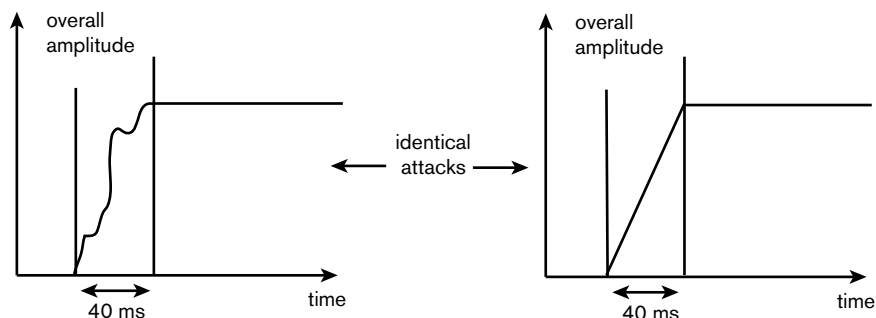 overall
amplitude
time
40 ms
identical
attacks
overall
amplitude
time
40 ms